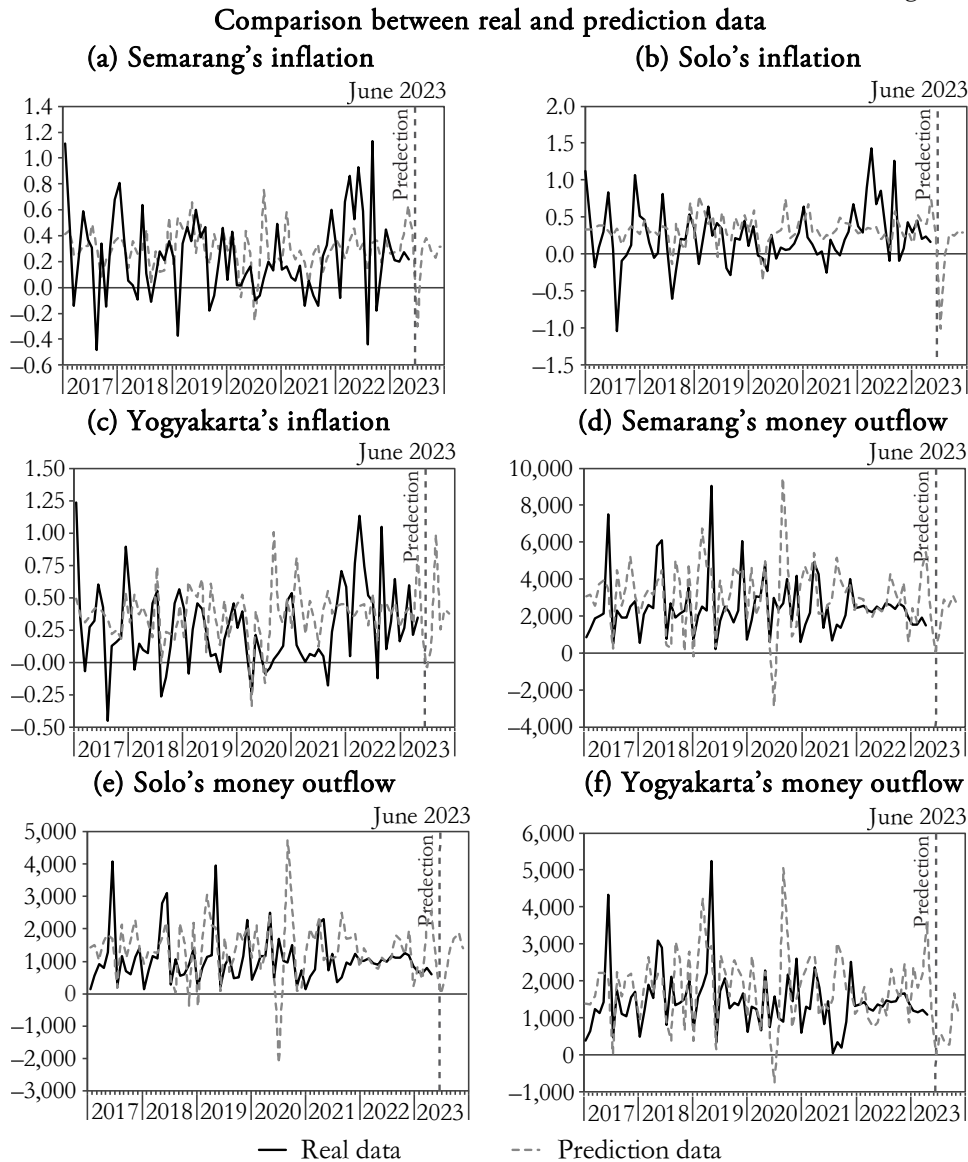 Comparison between real and prediction data
(a) Semarang's inflation
(b) Solo's inflation
June 2023
June 2023
1.4
1.2
1.0
0.8
0.6
0.4
0.2
0.0
−0.2
−0.4
−0.6
Predection
2017 2018 2019 2020 2021 2022 2023
2.0
1.5
1.0
0.5
0.0
−0.5
−1.0
−1.5
Predection
2017 2018 2019 2020 2021 2022 2023
(c) Yogyakarta's inflation
(d) Semarang's money outflow
June 2023
June 2023
1.50
1.25
1.00
0.75
0.50
0.25
−0.00
−0.25
−0.50
Predection
2017 2018 2019 2020 2021 2022 2023
10,000
8,000
6,000
4,000
2,000
0
−2,000
−4,000
Predection
2017 2018 2019 2020 2021 2022 2023
(e) Solo's money outflow
(f) Yogyakarta's money outflow
June 2023
June 2023
5,000
4,000
3,000
2,000
1,000
0
−1,000
−2,000
−3,000
Predection
2017 2018 2019 2020 2021 2022 2023
6,000
5,000
4,000
3,000
2,000
1,000
0
−1,000
Predection
2017 2018 2019 2020 2021 2022 2023
Real data
Prediction data